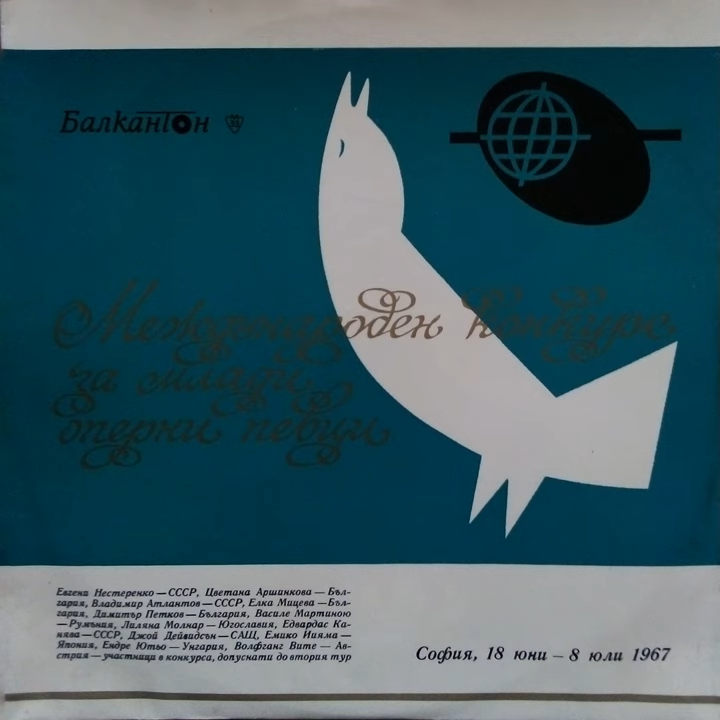 Балкантон
Международен конкурс
за млади
оперни певци
Евгени Нестеренко — СССР, Цветана Аршинкова — Бъл-
гария, Владимир Атлантов — СССР, Елка Мицева — Бъл-
гария, Димитър Петков — България, Василе Мартиною
— Румъния, Лиляна Молнар — Югославия, Едвардас Ка-
нява — СССР, Джой Дейвидсън — САЩ, Емико Иияма —
Япония, Ендре Ютьо — Унгария, Волфганг Вите — Ав-
стрия — участници в конкурса, допуснати до втория тур
София, 18 юни – 8 юли 1967